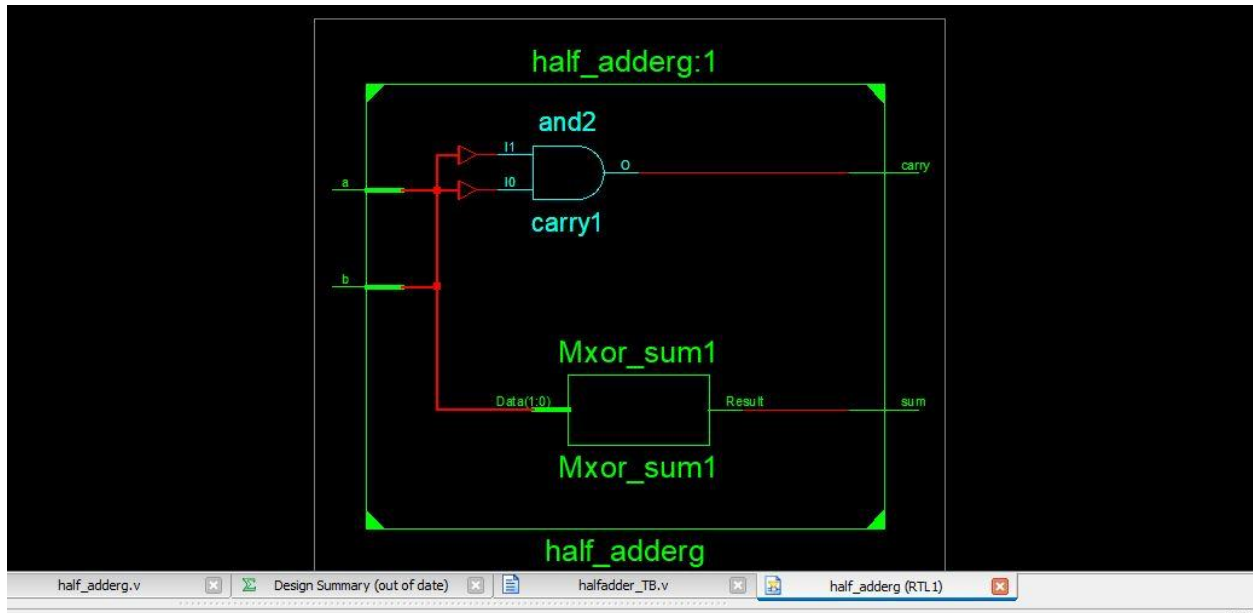 half_adderg:1
and2
I1
a
I0
O
carry
carry1
b
Mxor_sum1
Data(1:0)
Result
sum
Mxor_sum1
half_adderg
half_adderg.v
Design Summary (out of date)
halfadder_TB.v
half_adderg (RTL1)